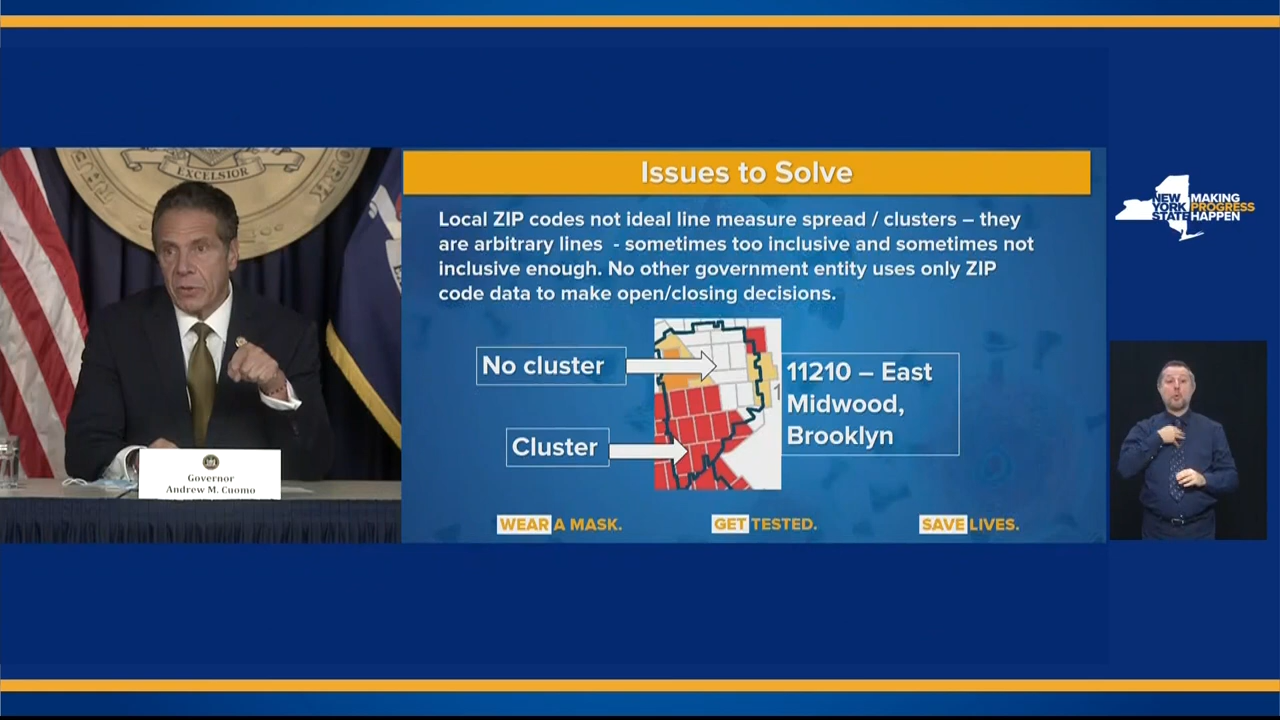 EXCELSIOR
Governor
Andrew M. Cuomo
Issues to Solve
Local ZIP codes not ideal line measure spread / clusters – they
are arbitrary lines - sometimes too inclusive and sometimes not
inclusive enough. No other government entity uses only ZIP
code data to make open/closing decisions.
No cluster
Cluster
11210 – East
Midwood,
Brooklyn
WEAR A MASK.
GET TESTED.
SAVE LIVES.
NEW
YORK
STATE
MAKING
PROGRESS
HAPPEN